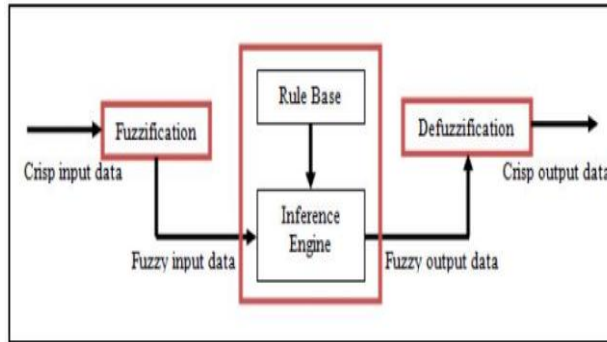 Rule Base
Fuzzification
Defuzzification
Crisp input data
Crisp output data
Inference
Engine
Fuzzy input data
Fuzzy output data